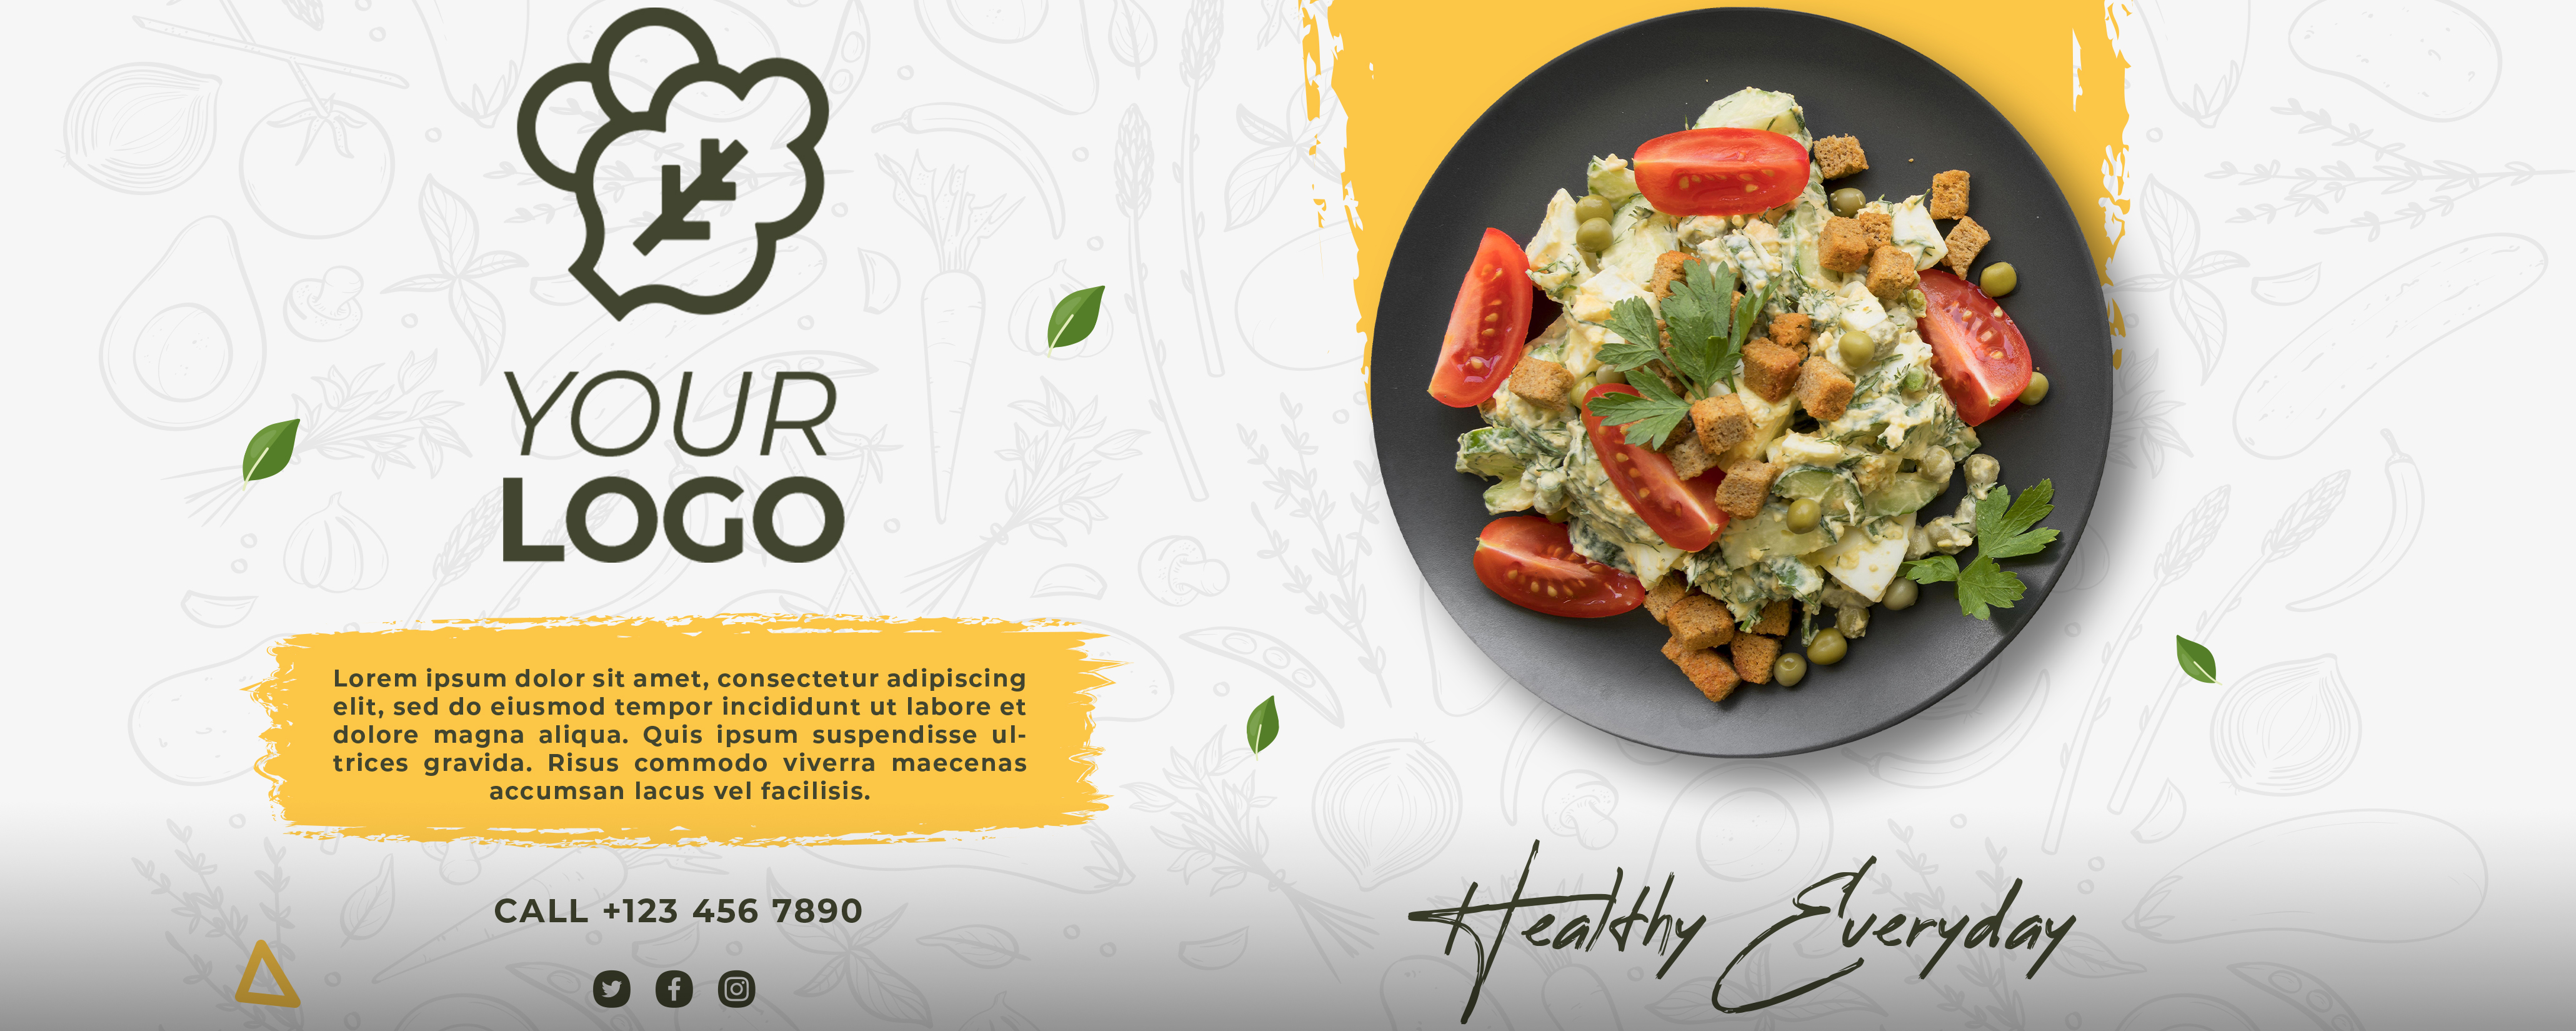 YOUR
LOGO
Lorem ipsum dolor sit amet, consectetur adipiscing
elit, sed do eiusmod tempor incididunt ut labore et
dolore magna aliqua. Quis ipsum suspendisse ul-
trices gravida. Risus commodo viverra maecenas
accumsan lacus vel facilisis.
CALL +123 456 7890
Healthy Everyday